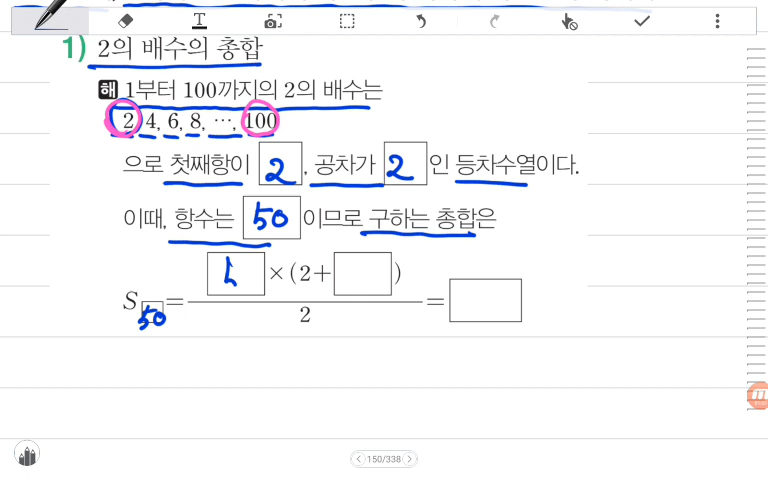 1) 2의 배수의 총합
해 1부터 100까지의 2의 배수는
2, 4, 6, 8, ⋯, 100
으로 첫째항이 2, 공차가 2인 등차수열이다.
이때, 항수는 50이므로 구하는 총합은
×(2+ )
S 50 = =
2
150/338